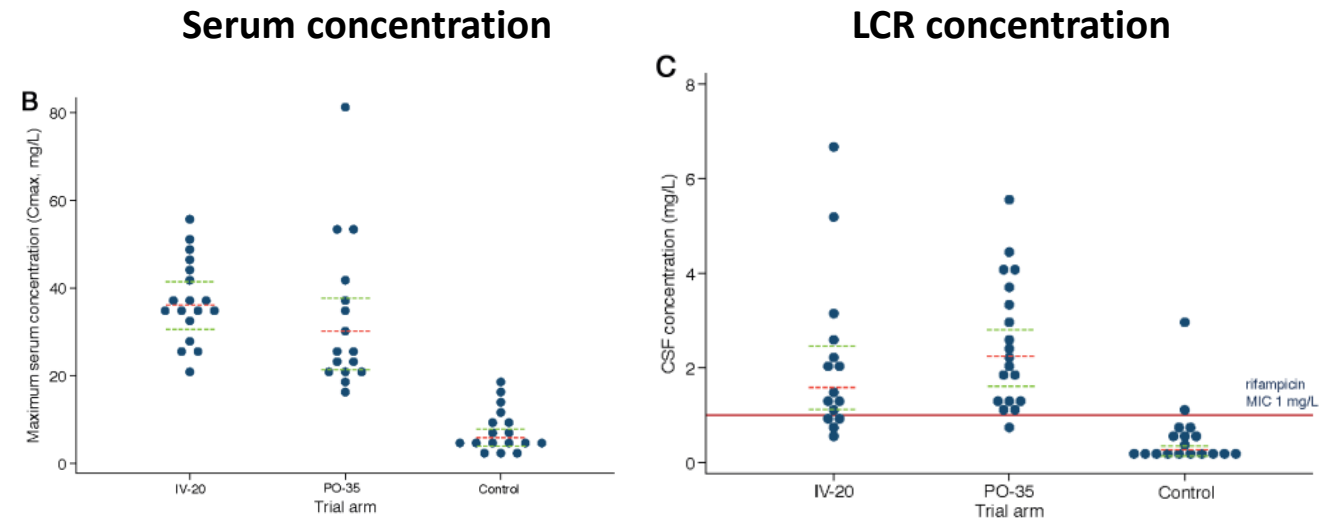 Serum concentration
LCR concentration
B
Maximum serum concentration (Cmax, mg/L)
80
60
40
20
0
IV-20
PO-35
Control
Trial arm
C
CSF concentration (mg/L)
8
6
4
2
0
rifampicin
MIC 1 mg/L
IV-20
PO-35
Control
Trial arm